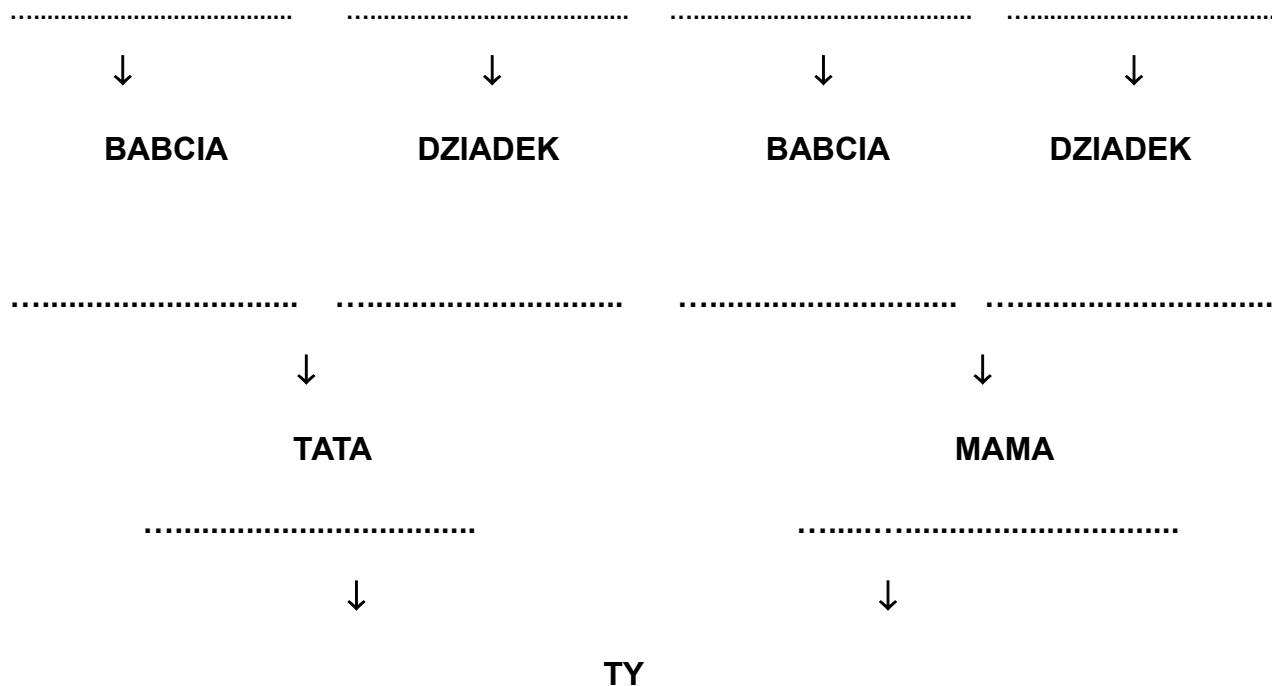 ….......................................... ….......................................... ….......................................... …..........................................
↓ ↓ ↓ ↓
BABCIA DZIADEK BABCIA DZIADEK
…............................. …............................. …............................. ….............................
↓ ↓
TATA MAMA
…................................... ….....…................................
↓ ↓
TY